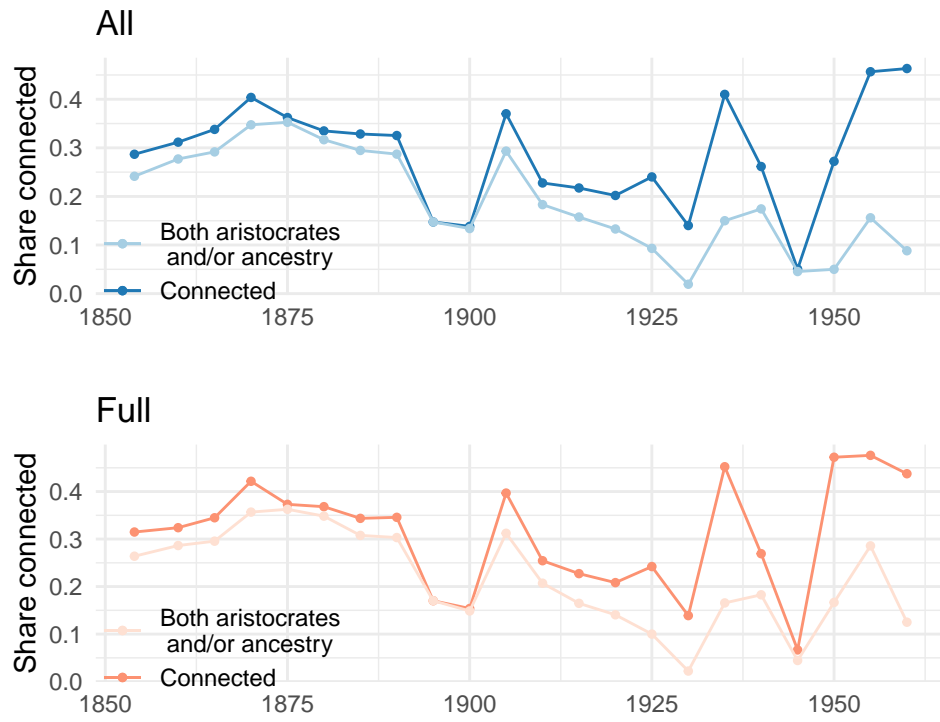 All
Share connected
0.4
0.3
0.2
0.1
0.0
Both aristocrates
and/or ancestry
Connected
1850
1875
1900
1925
1950
Full
Share connected
0.4
0.3
0.2
0.1
0.0
Both aristocrates
and/or ancestry
Connected
1850
1875
1900
1925
1950